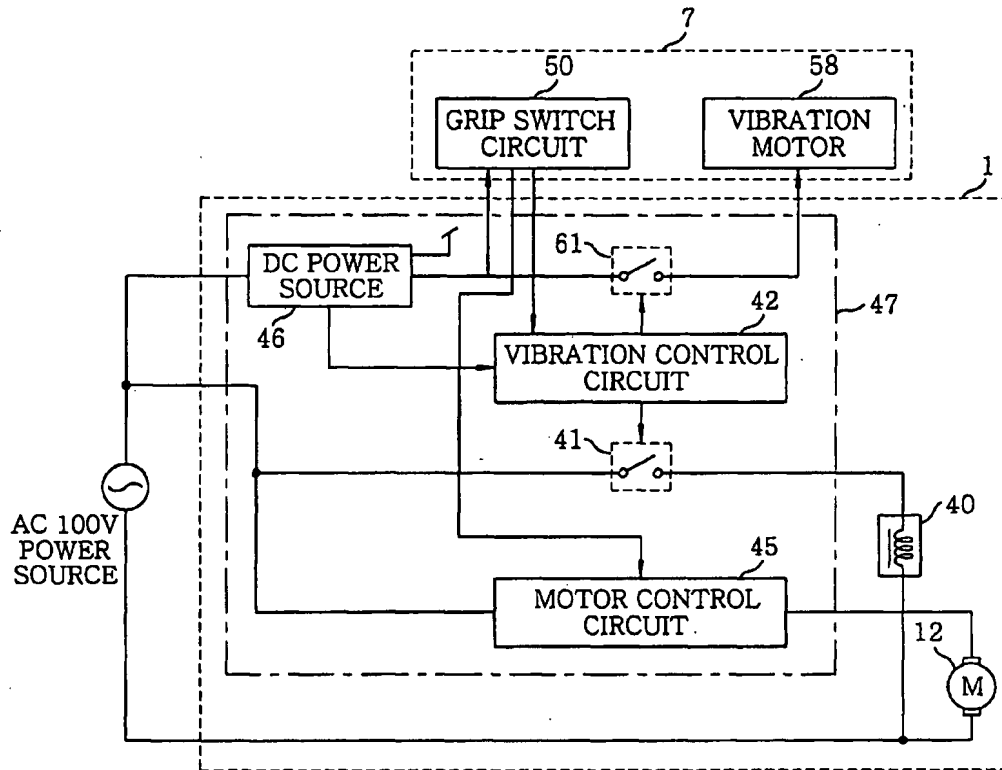 7
50
58
GRIP SWITCH
CIRCUIT
VIBRATION
MOTOR
1
61
DC POWER
SOURCE
46
42
47
VIBRATION CONTROL
CIRCUIT
41
AC 100V
POWER
SOURCE
40
45
MOTOR CONTROL
CIRCUIT
12
M